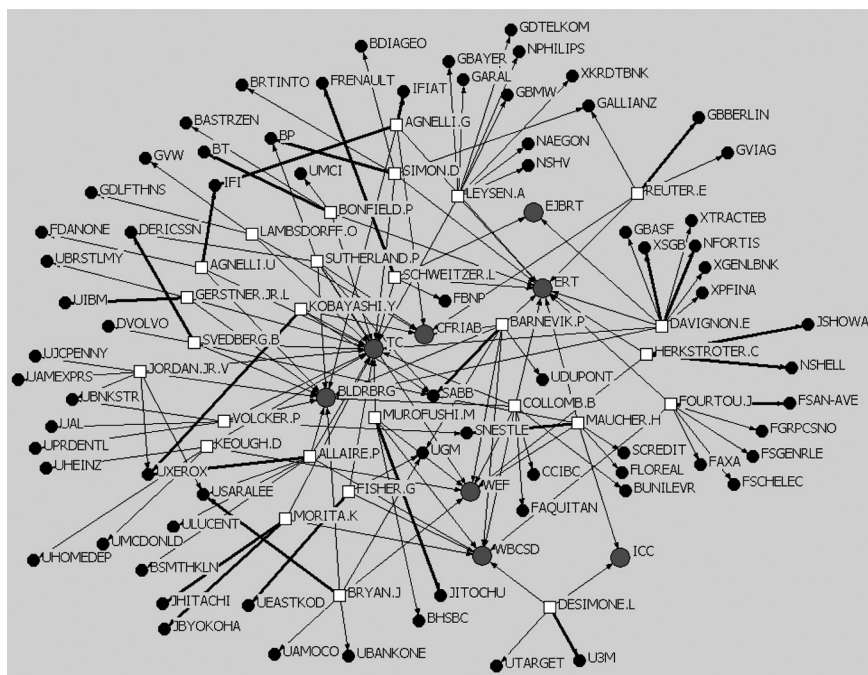 GDTELKOM
BDIAGEO
NPHILIPS
GBAYER
BRTINTO
FRENAULT
IFIAT
GARAL
XKRDTBNK
GBMW
GALLIANZ
BASTRZEN
AGNELLI.G
GBBERLIN
BP
NAEGON
BT
GVW
UMCI
SIMON.D
NSHV
GVIAG
IFI
LEYSEN.A
REUTER.E
GDLFTHNS
BONFIELD.P
EJBRT
XTRACTEB
FDANONE
DERICSSN
LAMBSDORFF.O
GBASF
XSGB
NFORTIS
SUTHERLAND.P
UBRSTLMY
AGNELLI.U
SCHWEITZER.L
ERT
XGENLBNK
GERSTNER.JR.L
FBNP
XPFINA
UIBM
KOBAYASHI.Y
DVOLVO
CFRIAB
BARNEVIK.P
DAVIGNON.E
JSHOWA
SVEDBERG.B
TC
HERKSTROTER.C
UJCPENNY
JORDAN.JR.V
NSHELL
UAMEXPRS
UDUPONT
UBNKSTR
BLDRBRG
SABB
COLLOMB.B
FOURTOU.J
FSAN-AVE
UAL
VOLCKER.P
MUROFUSHI.M
MAUCHER.H
SNESTLE
FGRPCSNO
UPRDENTL
KEOUGH.D
UGM
SCREDIT
UHEINZ
ALLAIRE.P
FAXA
FSGENRLE
UXEROX
CCIBC
FLOREAL
FSCHELEC
FISHER.G
WEF
BUNILEVR
USARALEE
FAQUITAN
ULUCENT
MORITA.K
UMCDONLD
UHOMEDEP
WBCSD
ICC
BSMTHKLN
JHITACHI
UEASTKOD
BRYAN.J
JITOCHU
JBYOKOHA
BHSBC
DESIMONE.L
UAMOCO
UBANKONE
UTARGET
U3M